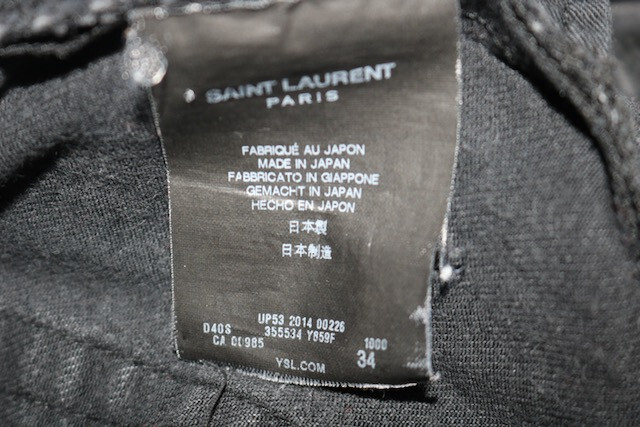 SAINT LAURENT
PARIS
FABRIQUÉ AU JAPON
MADE IN JAPAN
FABBRICATO IN GIAPPONE
GEMACHT IN JAPAN
HECHO EN JAPON
日本製
日本制造
UP53 2014 00226
D40S 355534 Y859F 1000
CA 00985 34
YSL.COM